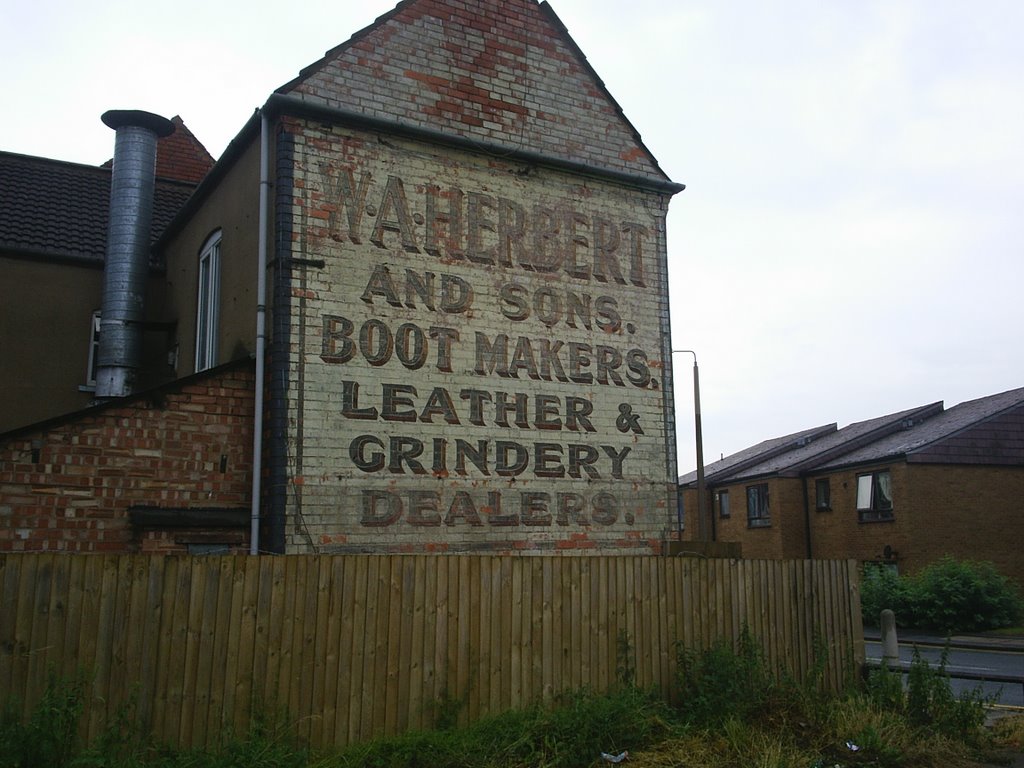 W.A.HERBERT
AND SONS.
BOOT MAKERS.
LEATHER &
GRINDERY
DEALERS.